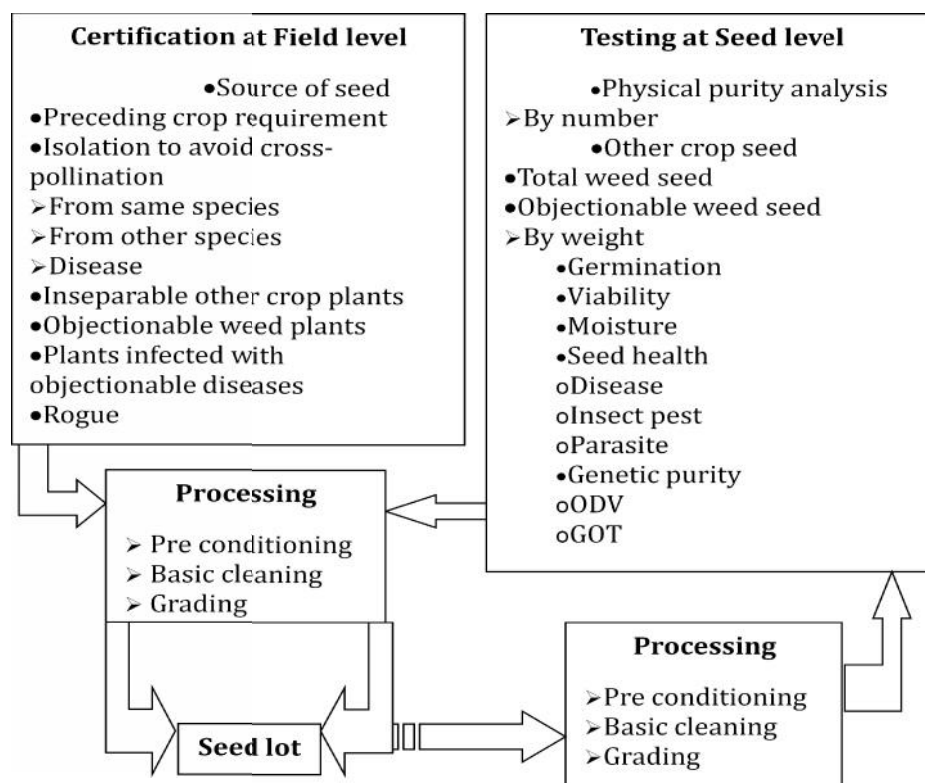 Certification at Field level
•Source of seed
•Preceding crop requirement
•Isolation to avoid cross-
pollination
➢From same species
➢From other species
➢Disease
•Inseparable other crop plants
•Objectionable weed plants
•Plants infected with
objectionable diseases
•Rogue
Testing at Seed level
•Physical purity analysis
➢By number
•Other crop seed
•Total weed seed
•Objectionable weed seed
➢By weight
•Germination
•Viability
•Moisture
•Seed health
oDisease
oInsect pest
oParasite
•Genetic purity
oODV
oGOT
Processing
➢ Pre conditioning
➢ Basic cleaning
➢ Grading
Seed lot
Processing
➢Pre conditioning
➢Basic cleaning
➢Grading